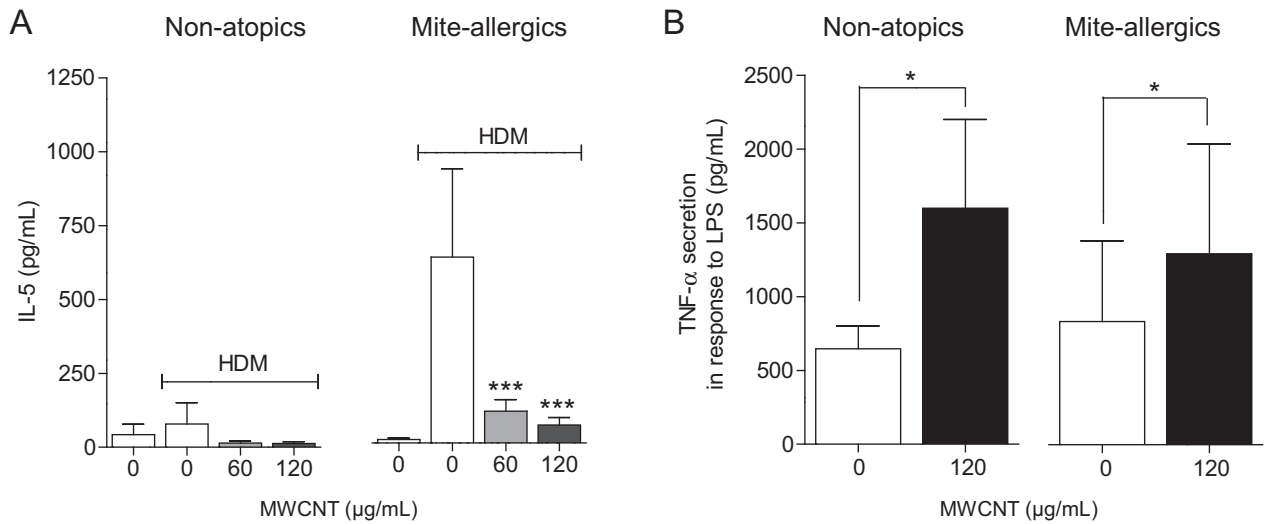 A
Non-atopics
Mite-allergics
IL-5 (pg/mL)
1250
1000
750
500
250
0
HDM
HDM
***
***
0 0 60 120
0 0 60 120
MWCNT (µg/mL)
B
Non-atopics
Mite-allergics
TNF-α secretion
in response to LPS (pg/mL)
2500
2000
1500
1000
500
0
*
*
0 120
0 120
MWCNT (µg/mL)